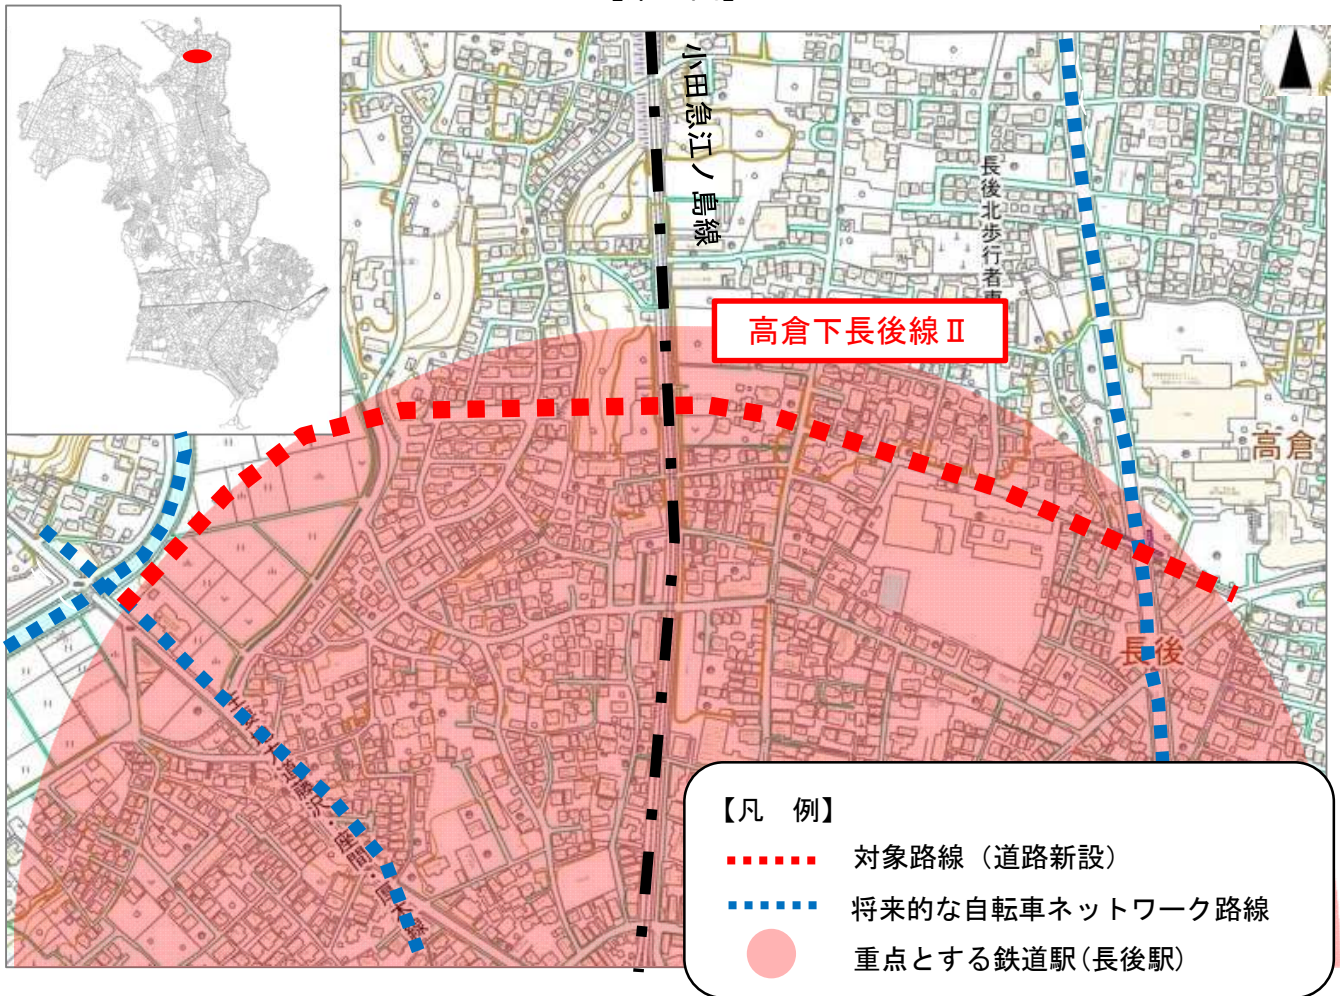 小田急江ノ島線
長後北歩行者専
高倉下長後線Ⅱ
高倉
長後
【凡　例】
対象路線（道路新設）
将来的な自転車ネットワーク路線
重点とする鉄道駅（長後駅）